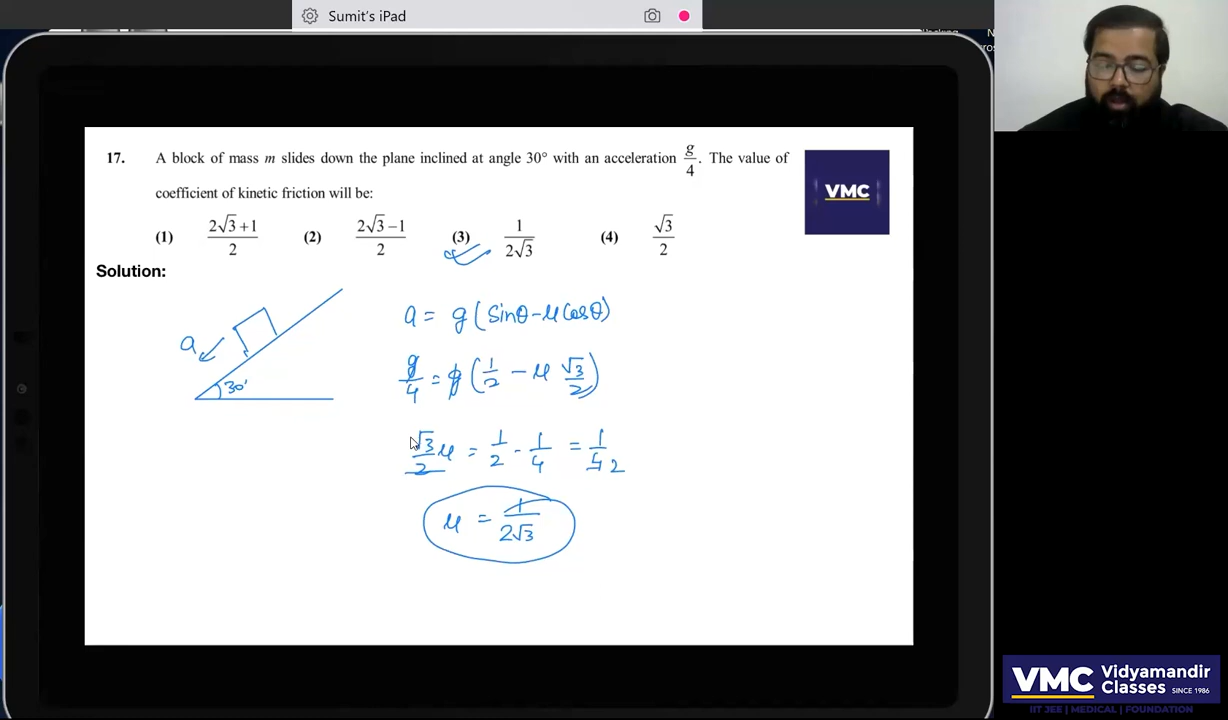 Sumit's iPad
17. A block of mass m slides down the plane inclined at angle 30° with an acceleration g/4. The value of
coefficient of kinetic friction will be:
(1) (2√3+1)/2 (2) (2√3−1)/2 (3) 1/(2√3) (4) √3/2
VMC
Solution:
a
30°
a = g(Sinθ−μCosθ)
g/4 = g(1/2 − μ √3/2)
√3/2 μ = 1/2 - 1/4 = 1/4 2
μ = 1/(2√3)
VMC Vidyamandir
Classes SINCE 1986
IIT JEE | MEDICAL | FOUNDATION